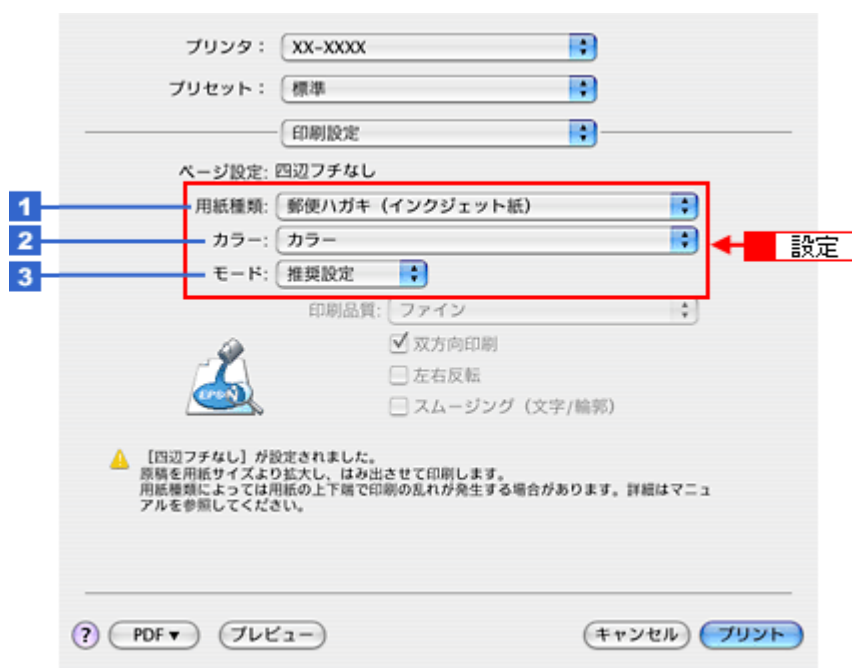 プリンタ： XX-XXXX
プリセット： 標準
印刷設定
ページ設定: 四辺フチなし
1 用紙種類: 郵便ハガキ（インクジェット紙）
2 カラー: カラー
設定
3 モード: 推奨設定
印刷品質: ファイン
双方向印刷
左右反転
EPSON
スムージング（文字/輪郭）
［四辺フチなし］が設定されました。
原稿を用紙サイズより拡大し、はみ出させて印刷します。
用紙種類によっては用紙の上下端で印刷の乱れが発生する場合があります。詳細はマニュ
アルを参照してください。
? PDF▼ プレビュー キャンセル プリント